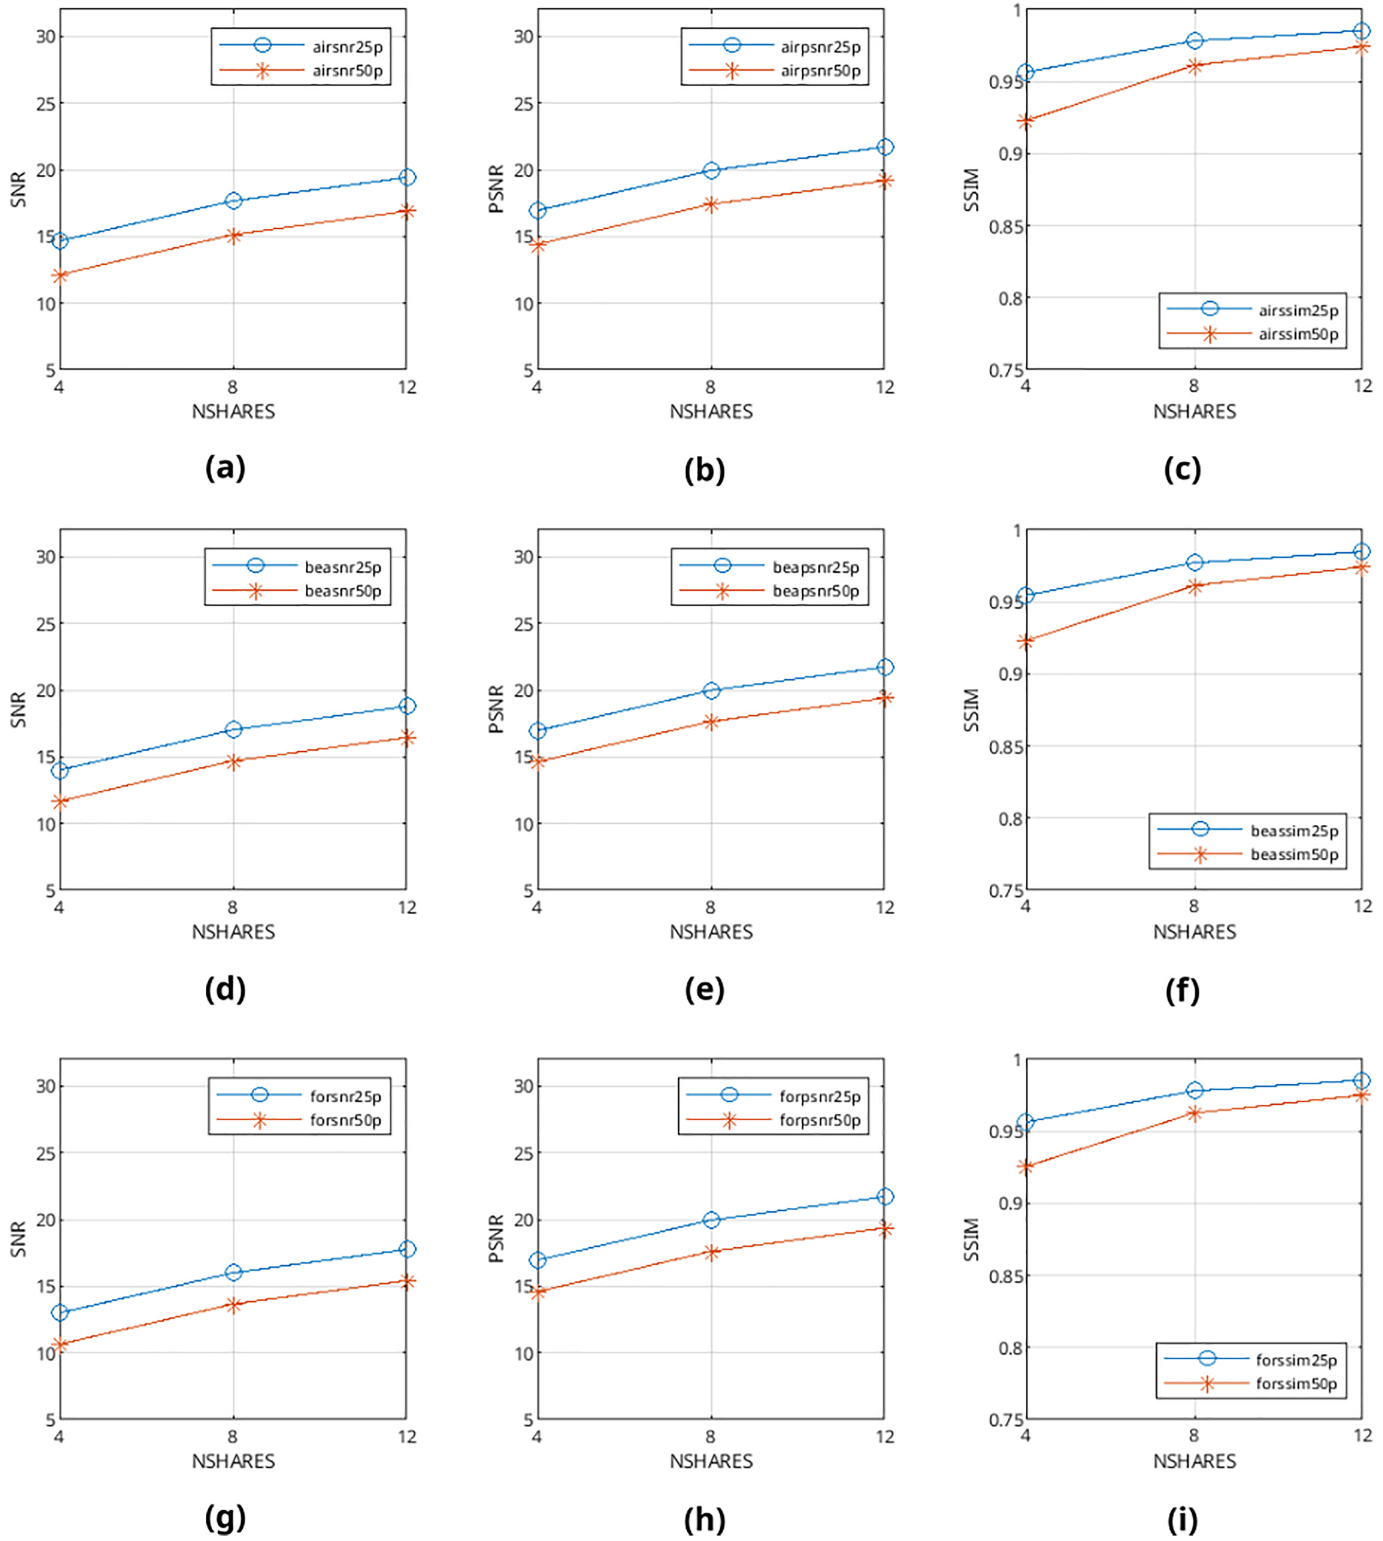 30
25
20
15
10
5
SNR
airsnr25p
airsnr50p
4 8 12
NSHARES
(a)
30
25
20
15
10
5
PSNR
airpsnr25p
airpsnr50p
4 8 12
NSHARES
(b)
1
0.95
0.9
0.85
0.8
0.75
SSIM
airssim25p
airssim50p
4 8 12
NSHARES
(c)
30
25
20
15
10
5
SNR
beasnr25p
beasnr50p
4 8 12
NSHARES
(d)
30
25
20
15
10
5
PSNR
beapsnr25p
beapsnr50p
4 8 12
NSHARES
(e)
1
0.95
0.9
0.85
0.8
0.75
SSIM
beassim25p
beassim50p
4 8 12
NSHARES
(f)
30
25
20
15
10
5
SNR
forsnr25p
forsnr50p
4 8 12
NSHARES
(g)
30
25
20
15
10
5
PSNR
forpsnr25p
forpsnr50p
4 8 12
NSHARES
(h)
1
0.95
0.9
0.85
0.8
0.75
SSIM
forssim25p
forssim50p
4 8 12
NSHARES
(i)